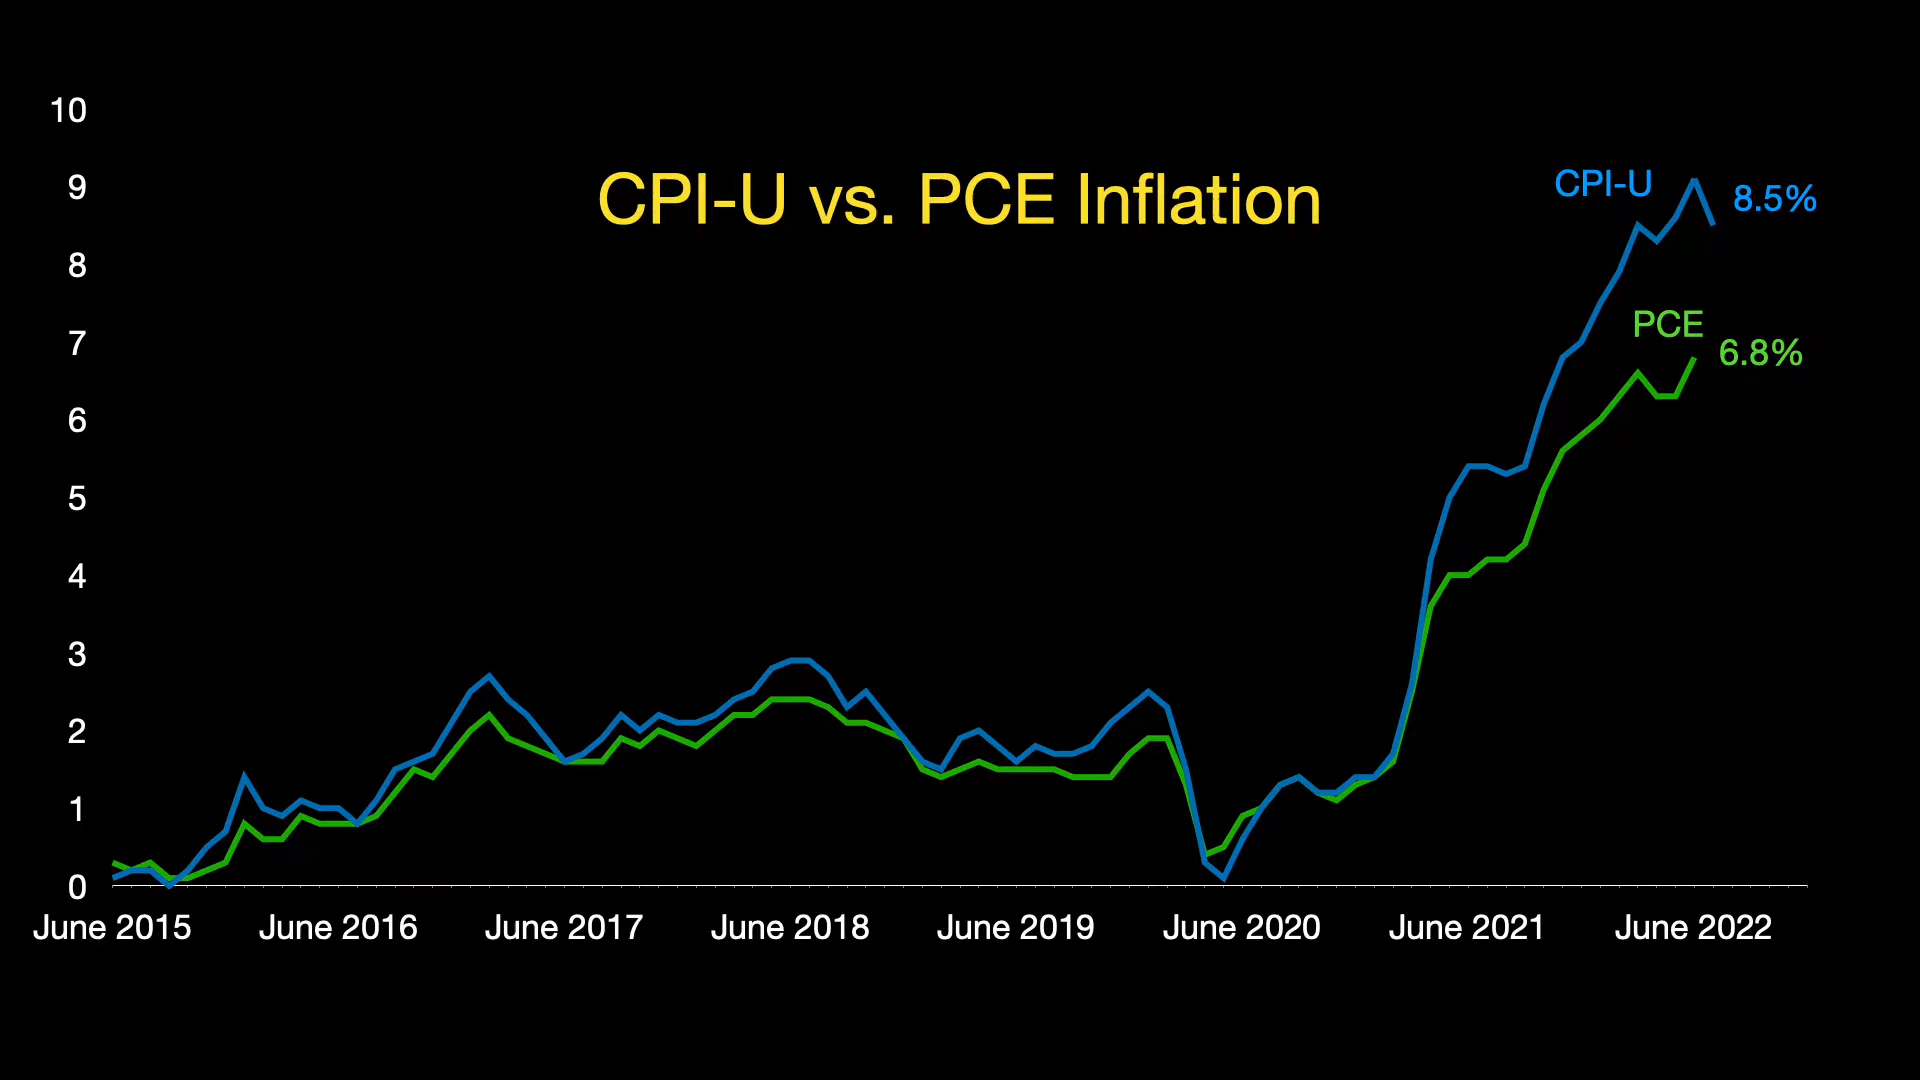 CPI-U vs. PCE Inflation
10
9
8
7
6
5
4
3
2
1
0
CPI-U
8.5%
PCE
6.8%
June 2015
June 2016
June 2017
June 2018
June 2019
June 2020
June 2021
June 2022